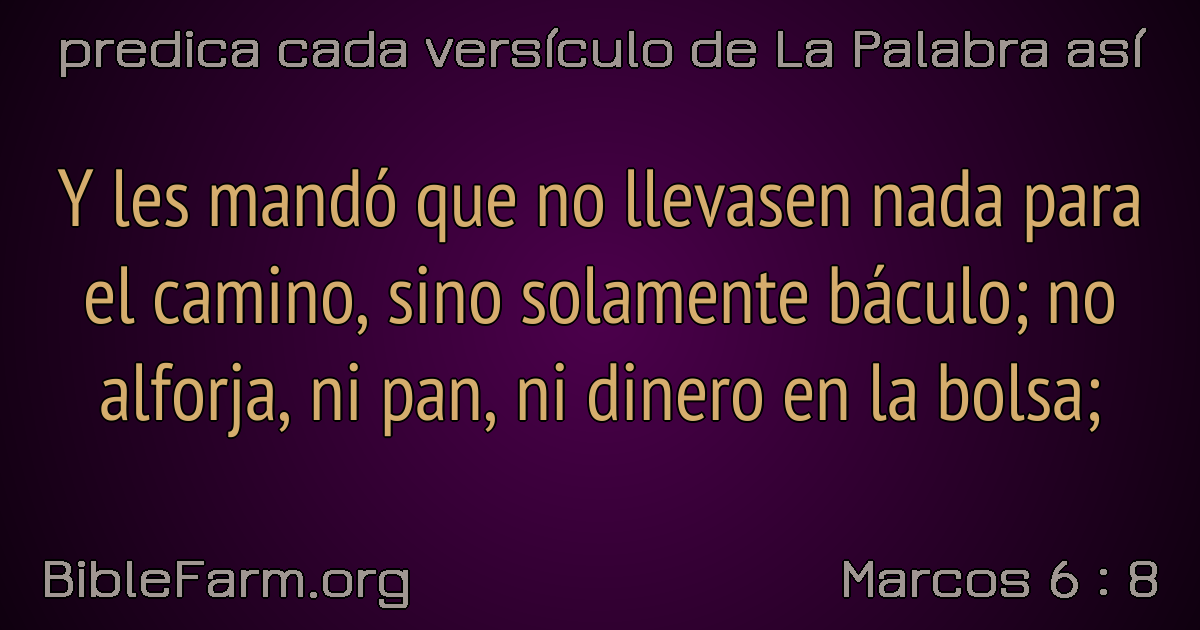 predica cada versículo de La Palabra así
Y les mandó que no llevasen nada para
el camino, sino solamente báculo; no
alforja, ni pan, ni dinero en la bolsa;
BibleFarm.org
Marcos 6 : 8